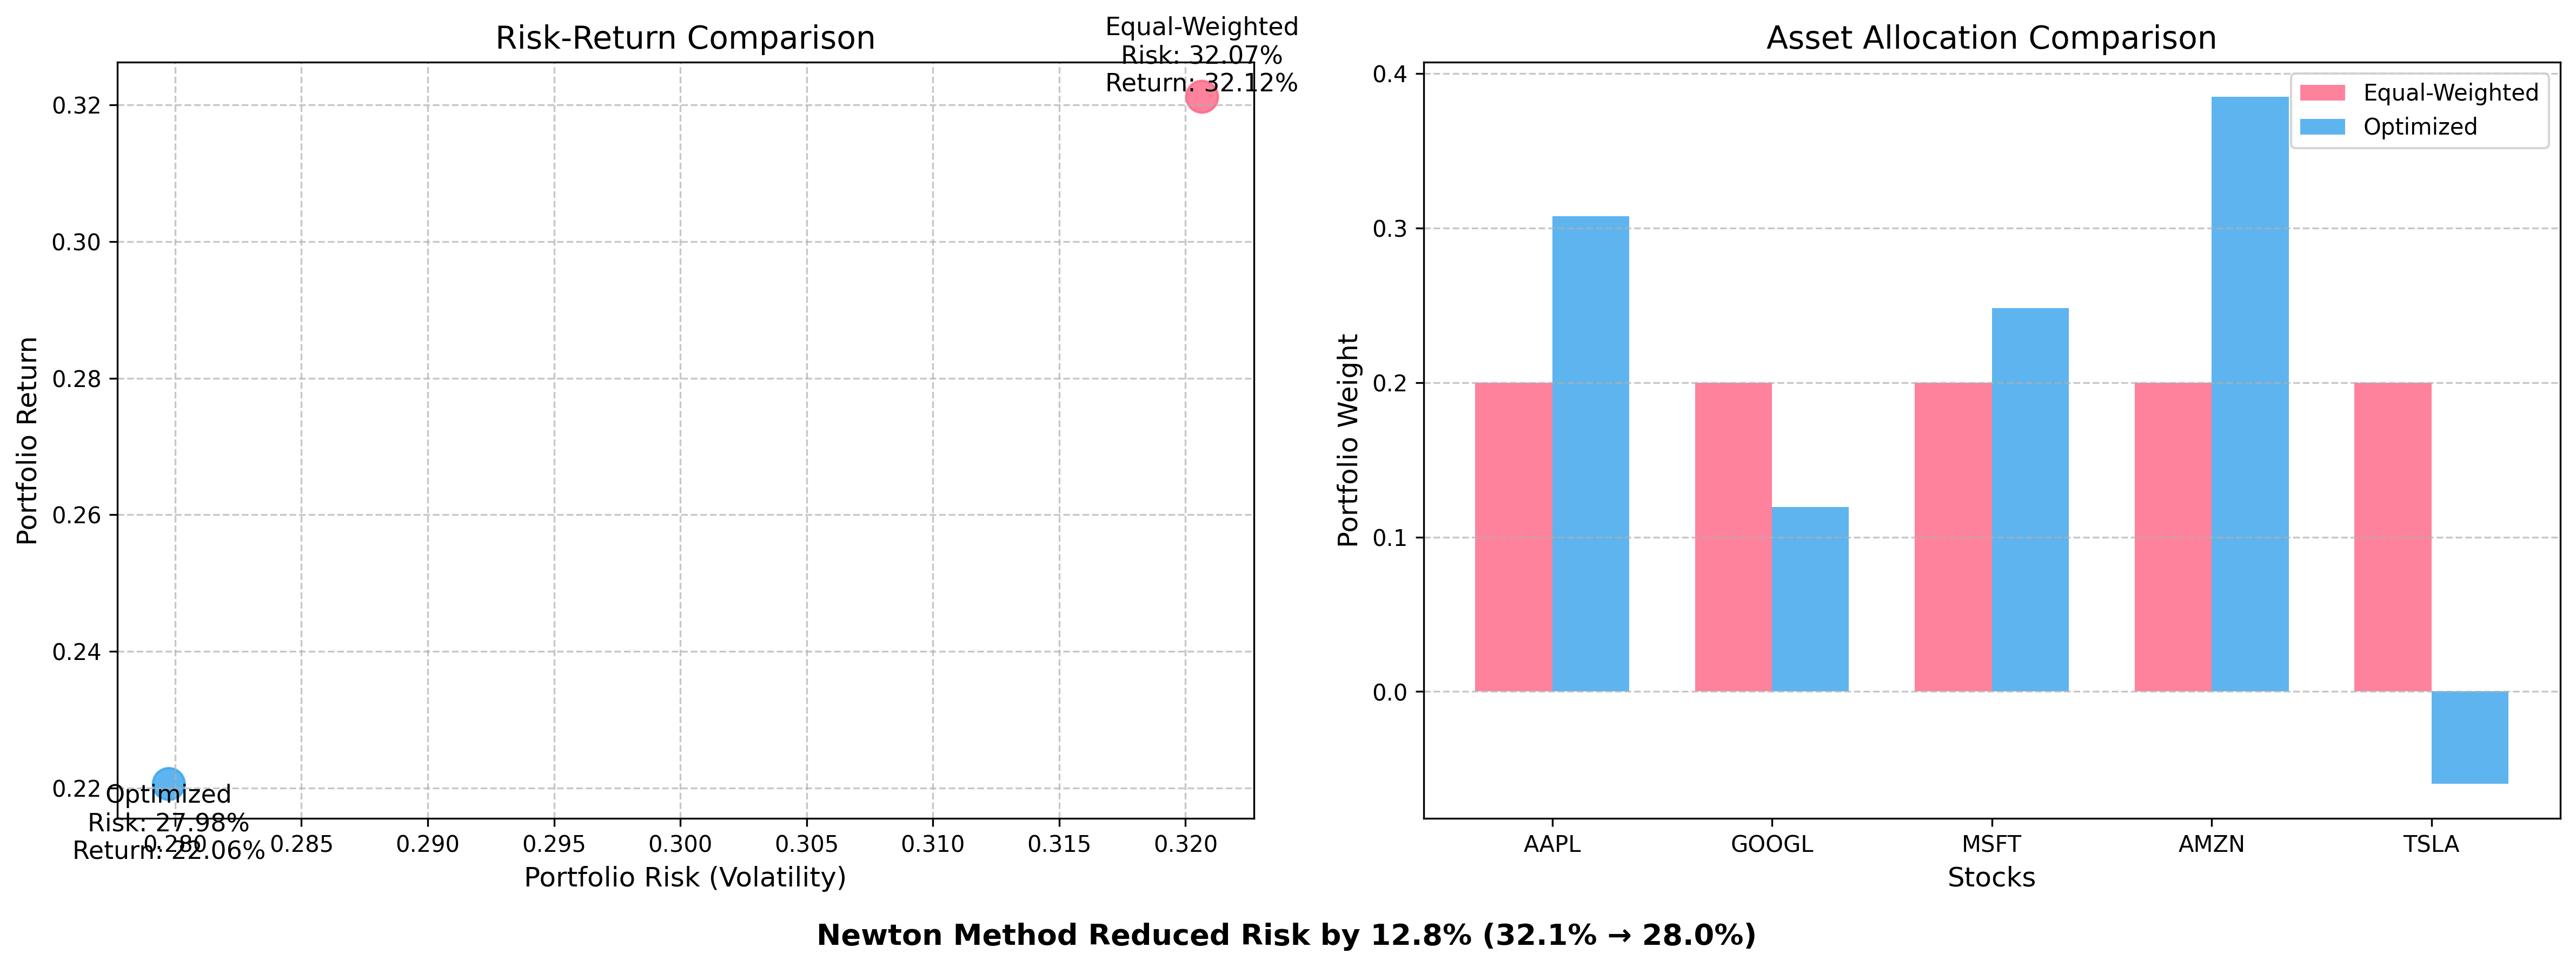 Risk-Return Comparison
Equal-Weighted
Risk: 32.07%
Return: 32.12%
0.32
0.30
0.28
0.26
0.24
0.22
Portfolio Return
Optimized
Risk: 27.98%
Return: 22.06%
0.280
0.285
0.290
0.295
0.300
0.305
0.310
0.315
0.320
Portfolio Risk (Volatility)
Asset Allocation Comparison
Equal-Weighted
Optimized
0.4
0.3
0.2
0.1
0.0
Portfolio Weight
AAPL
GOOGL
MSFT
AMZN
TSLA
Stocks
Newton Method Reduced Risk by 12.8% (32.1% → 28.0%)